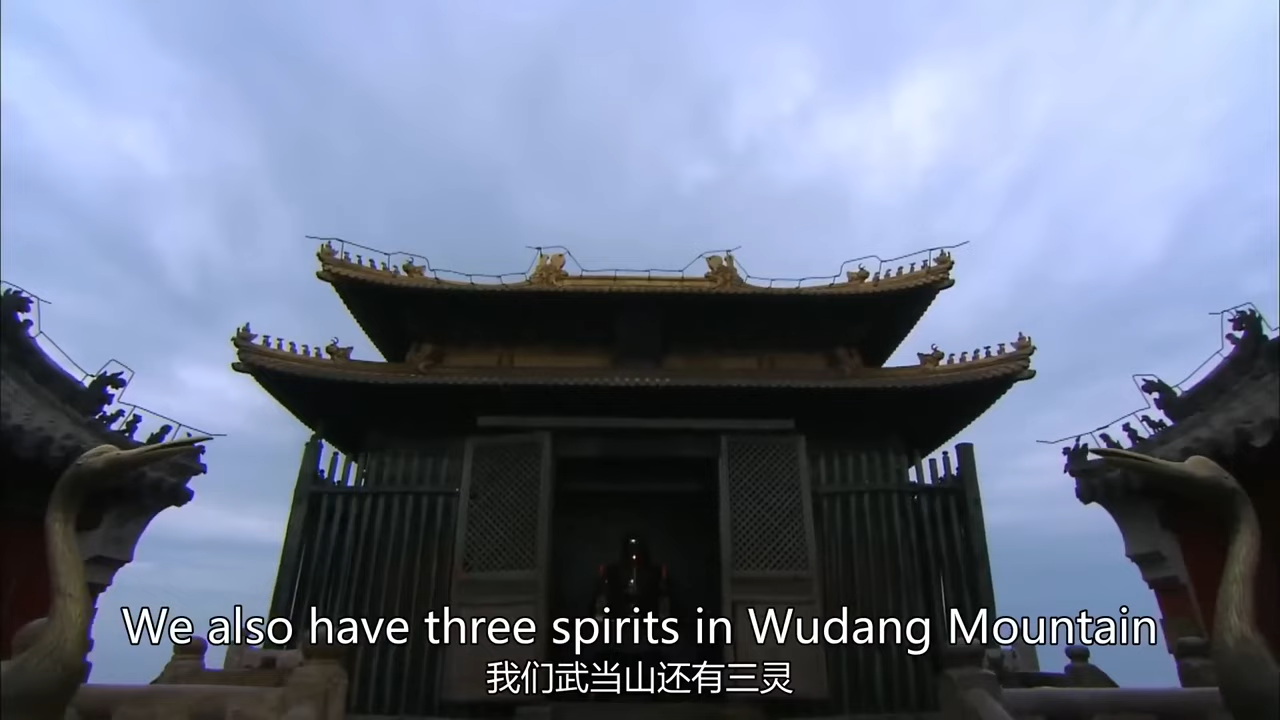 We also have three spirits in Wudang Mountain
我们武当山还有三灵